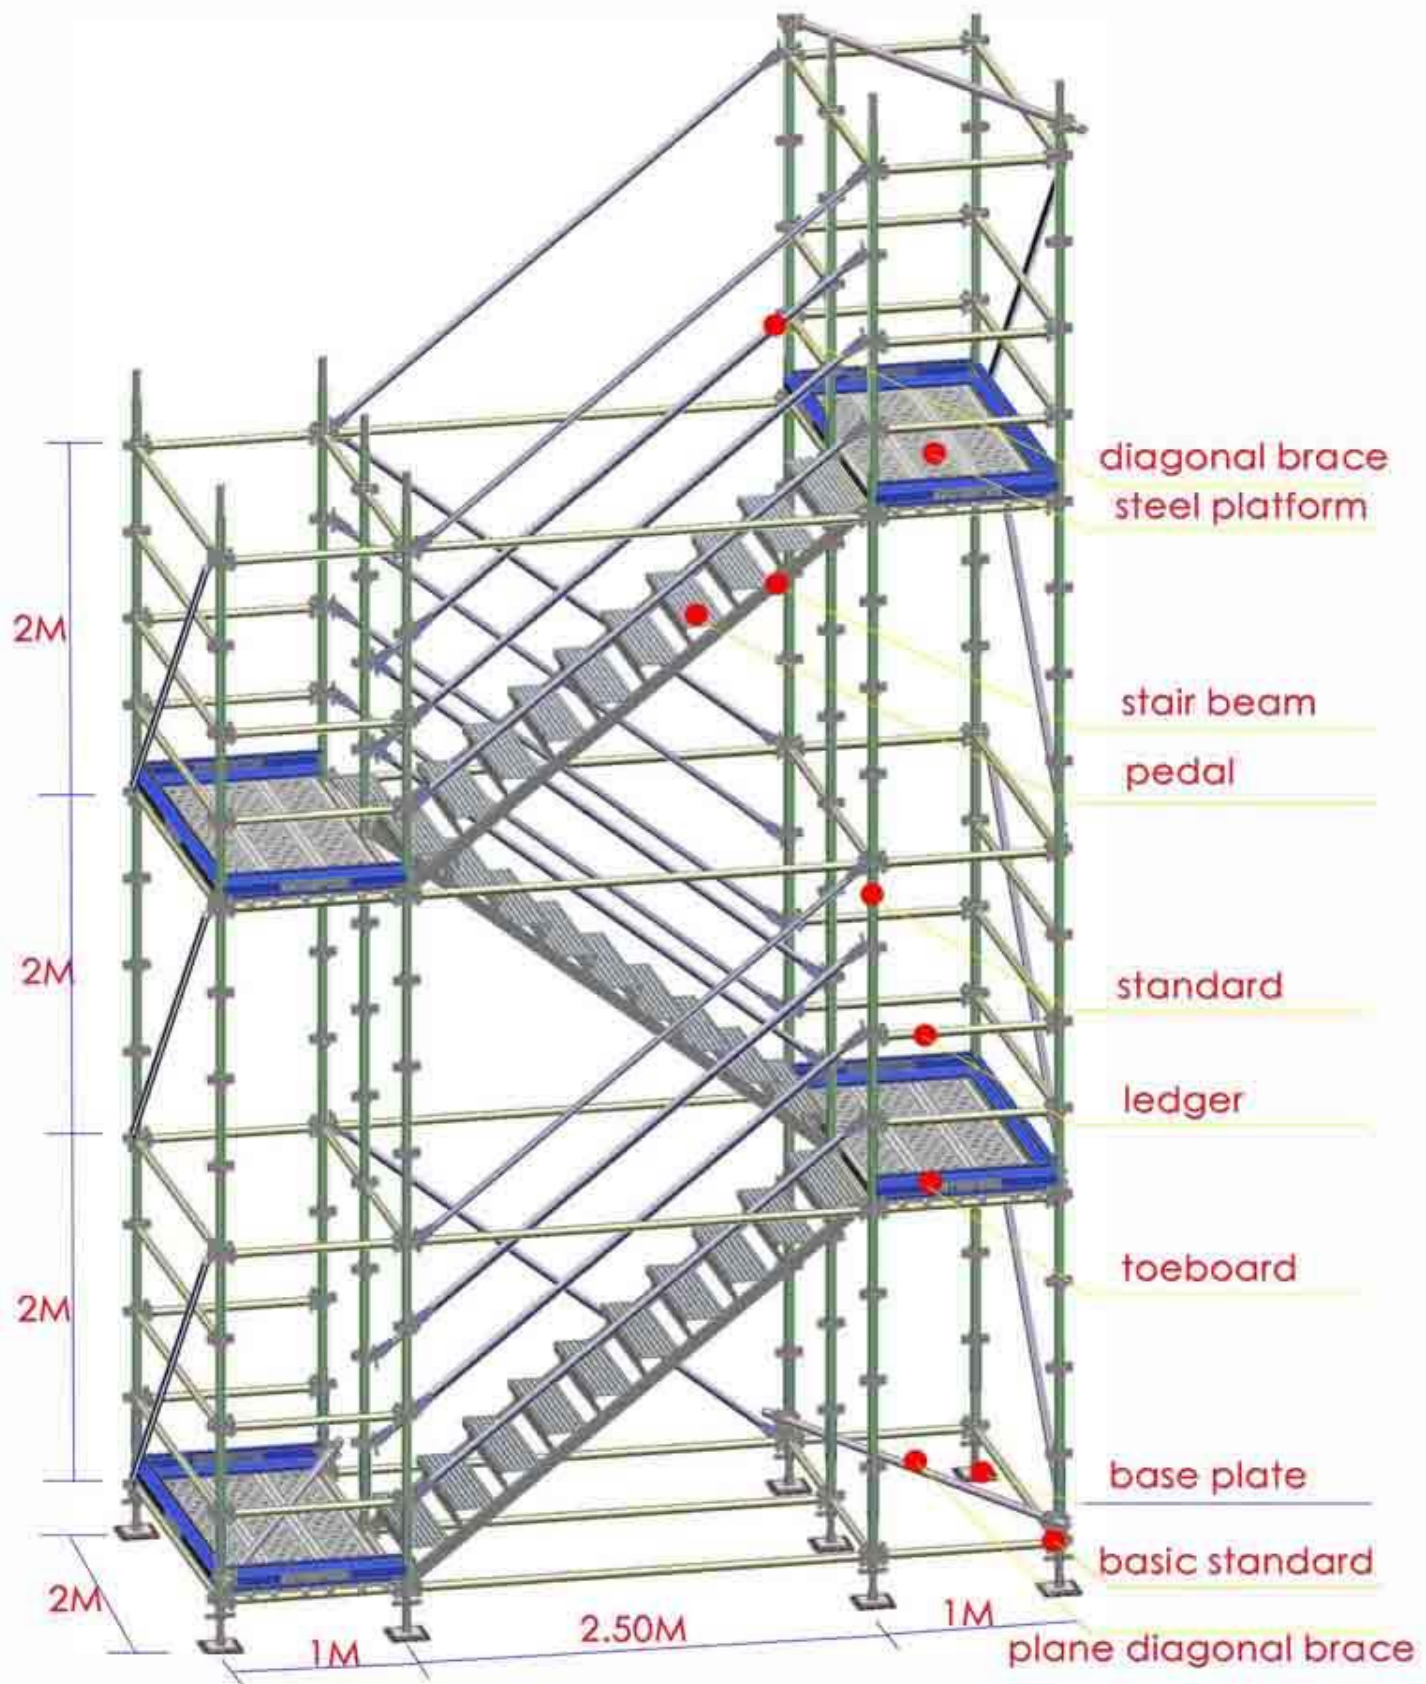 diagonal brace
steel platform
2M
stair beam
pedal
2M
standard
ledger
toeboard
2M
base plate
basic standard
2M
1M
2.50M
1M
plane diagonal brace